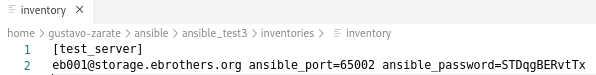 inventory
home > gustavo-zarate > ansible > ansible_test3 > inventories > inventory
1 [test_server]
2 eb001@storage.ebrothers.org ansible_port=65002 ansible_password=STDqgBERvtTx